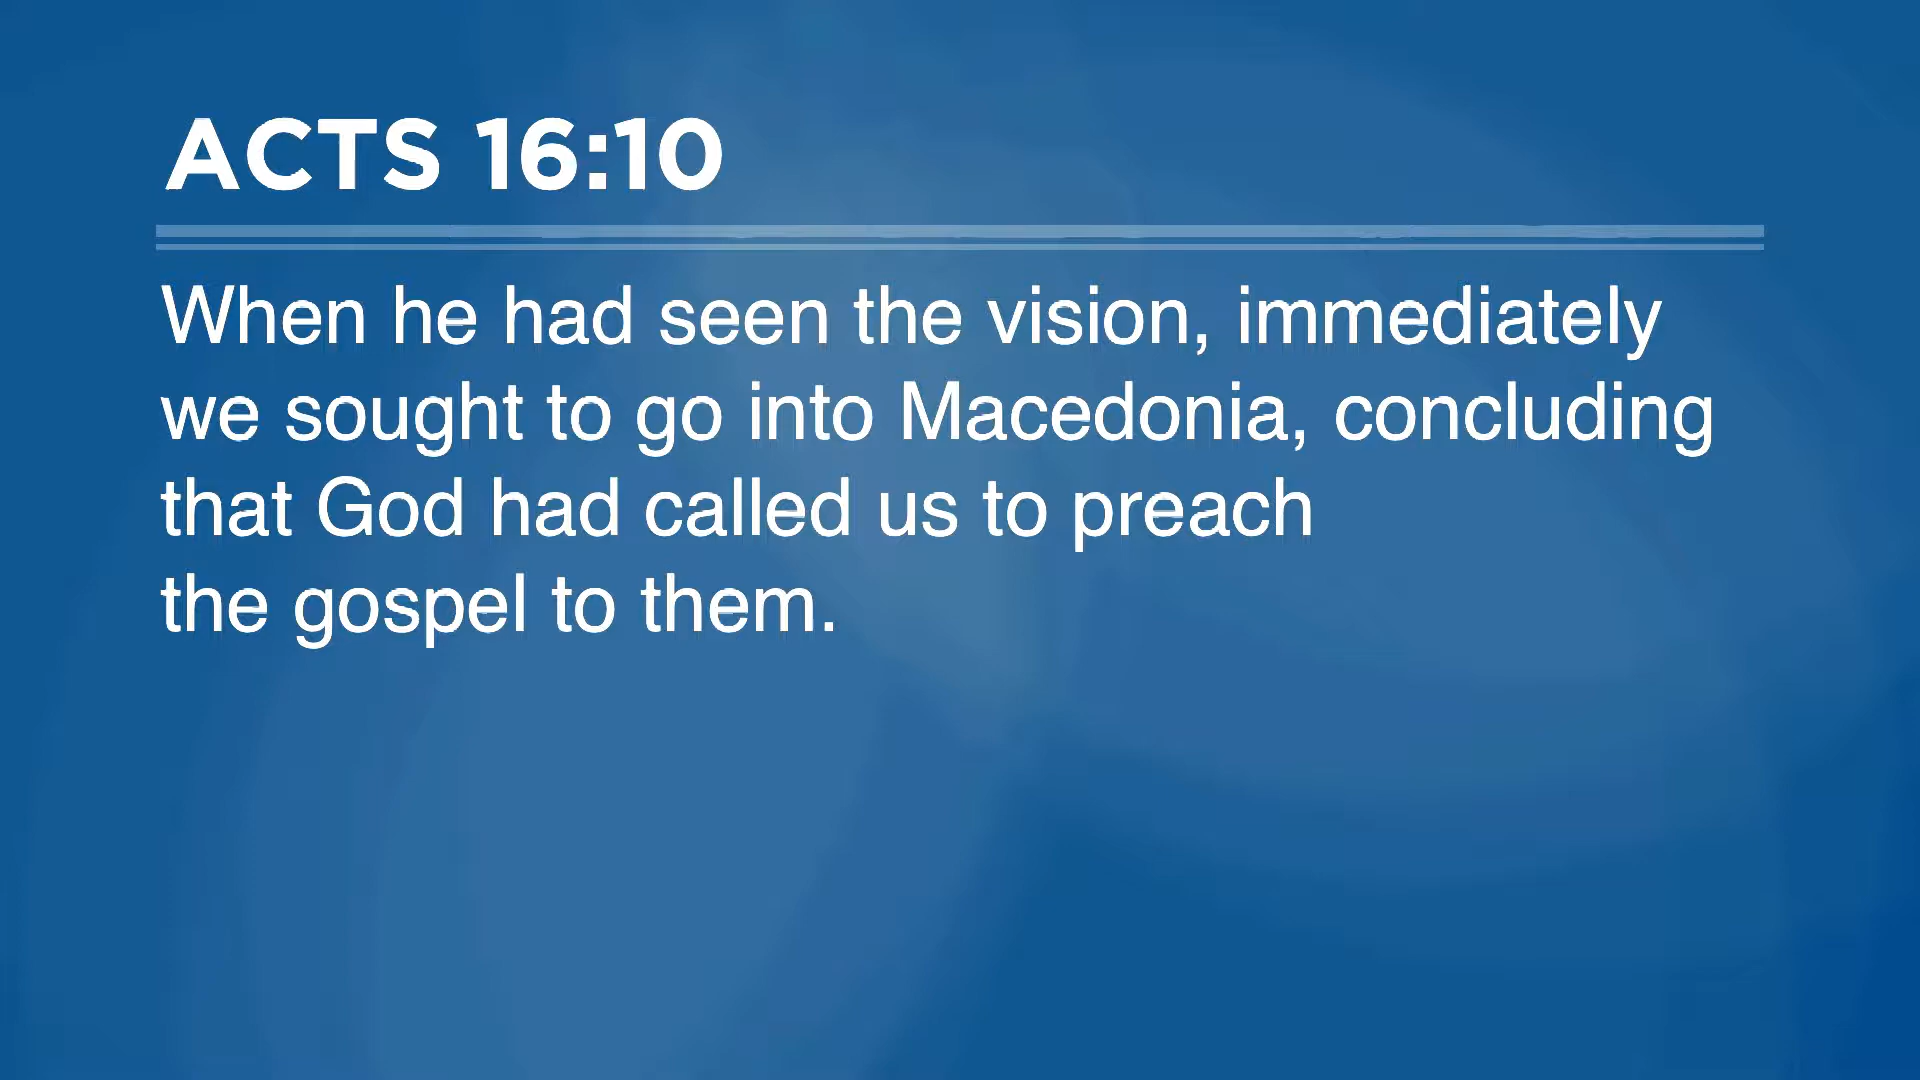 ACTS 16:10
When he had seen the vision, immediately
we sought to go into Macedonia, concluding
that God had called us to preach
the gospel to them.